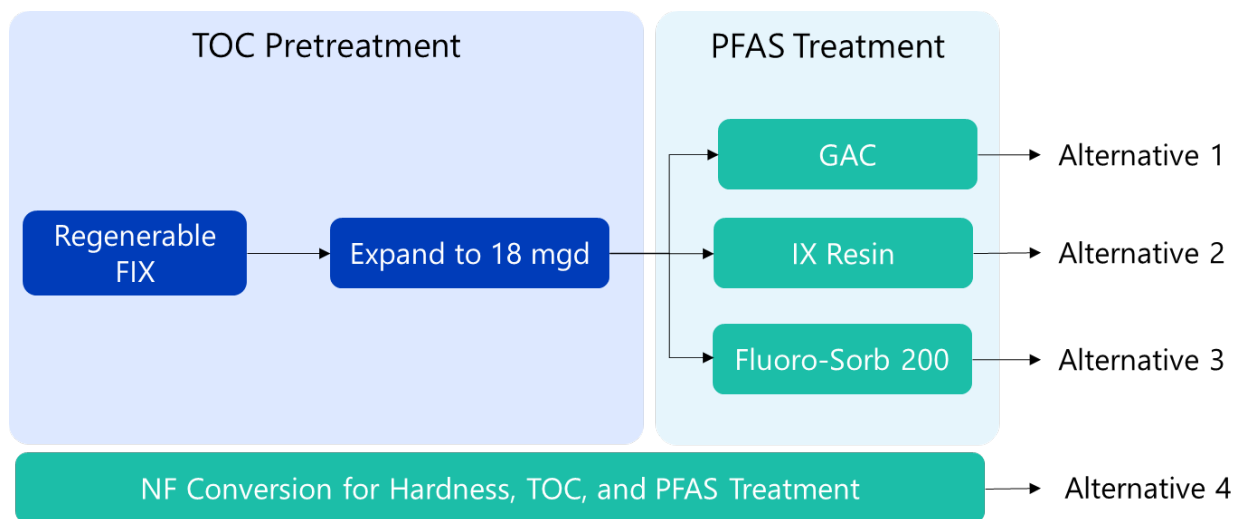 TOC Pretreatment
PFAS Treatment
GAC
Alternative 1
Regenerable
FIX
Expand to 18 mgd
IX Resin
Alternative 2
Fluoro-Sorb 200
Alternative 3
NF Conversion for Hardness, TOC, and PFAS Treatment
Alternative 4